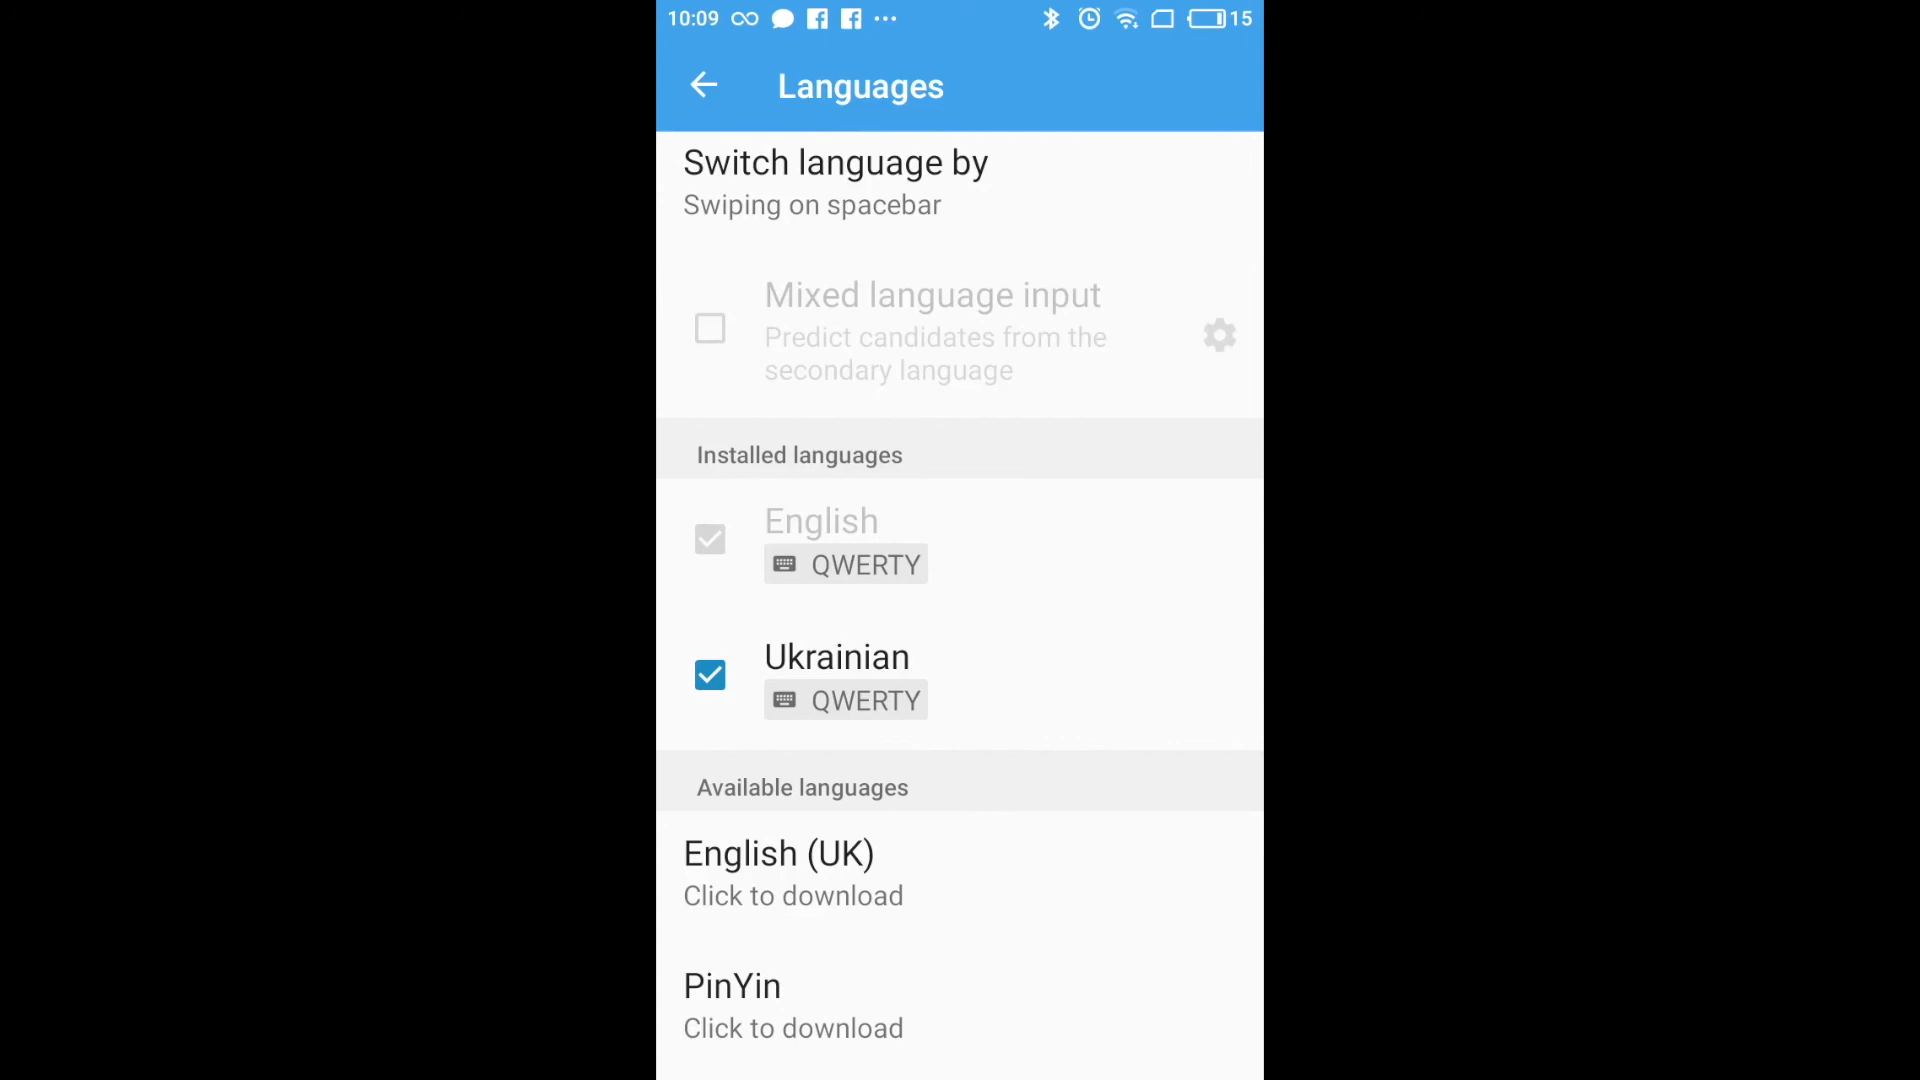 10:09 15
Languages
Switch language by
Swiping on spacebar
Mixed language input
Predict candidates from the
secondary language
Installed languages
English
QWERTY
Ukrainian
QWERTY
Available languages
English (UK)
Click to download
PinYin
Click to download